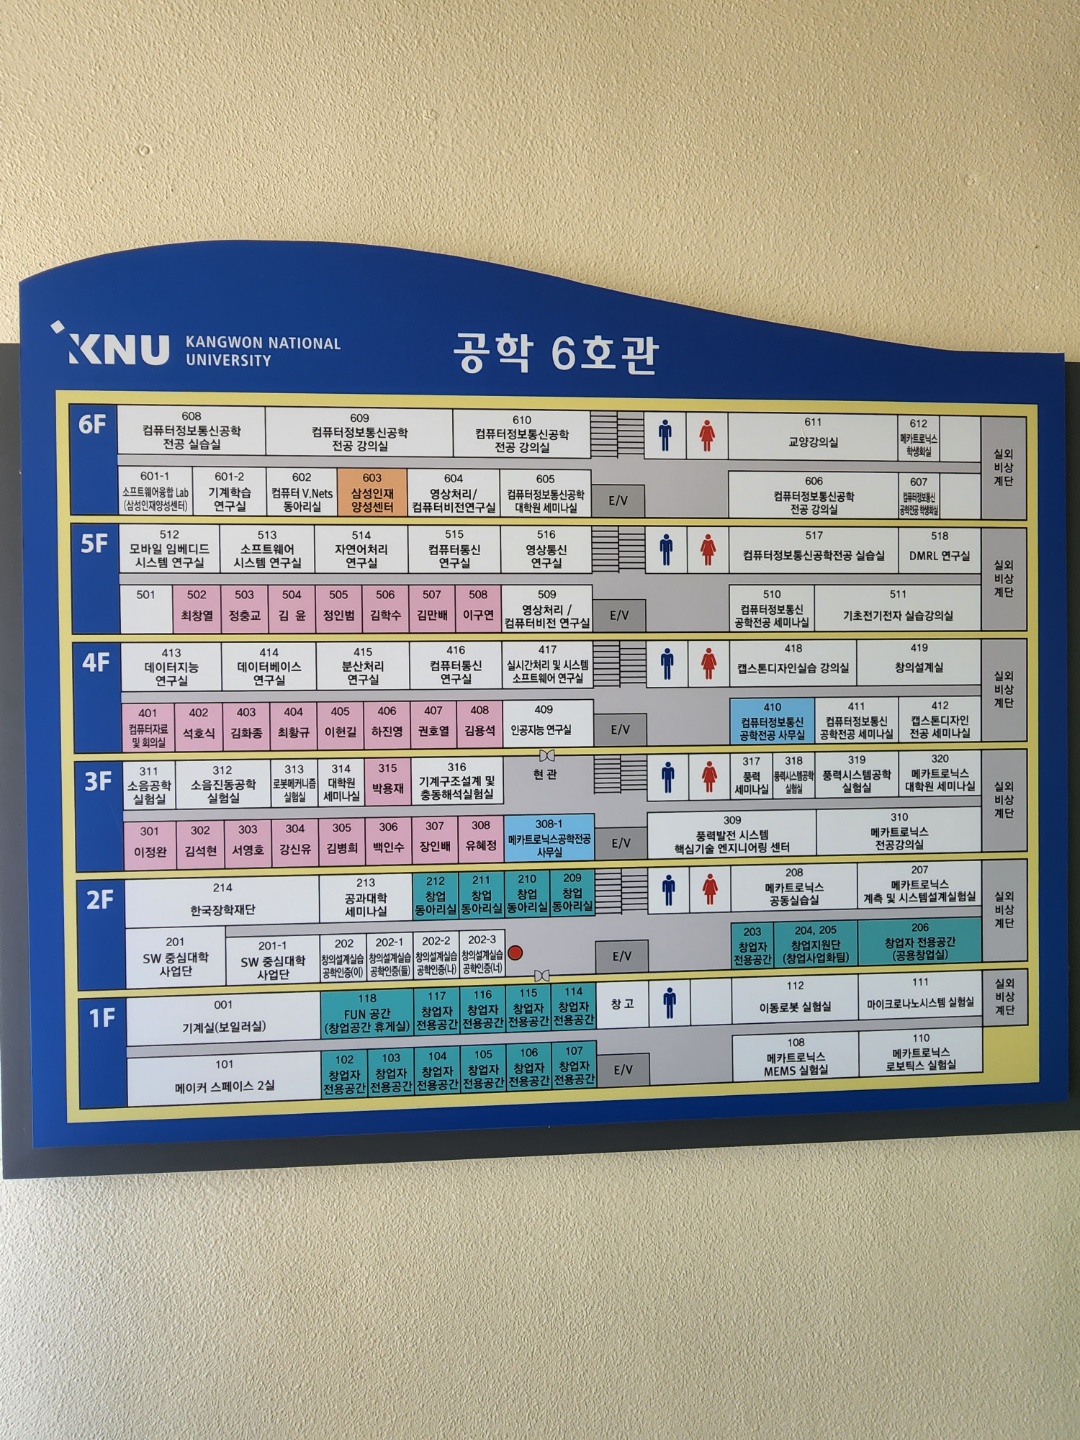 KNU
KANGWON NATIONAL
UNIVERSITY
공학 6호관
6F
608
컴퓨터정보통신공학
전공 실습실
609
컴퓨터정보통신공학
전공 강의실
610
컴퓨터정보통신공학
전공 강의실
611
교양강의실
612
메카트로닉스
학생회실
실외
비상
계단
601-1
소프트웨어융합 Lab
(삼성인재양성센터)
601-2
기계학습
연구실
602
컴퓨터 V.Nets
동아리실
603
삼성인재
양성센터
604
영상처리/
컴퓨터비전연구실
605
컴퓨터정보통신공학
대학원 세미나실
E/V
606
컴퓨터정보통신공학
전공 강의실
607
컴퓨터정보통신
공학전공 학생회실
5F
512
모바일 임베디드
시스템 연구실
513
소프트웨어
시스템 연구실
514
자연어처리
연구실
515
컴퓨터통신
연구실
516
영상통신
연구실
517
컴퓨터정보통신공학전공 실습실
518
DMRL 연구실
실외
비상
계단
501
502
최창열
503
정충교
504
김 윤
505
정인범
506
김학수
507
김만배
508
이구연
509
영상처리 /
컴퓨터비전 연구실
E/V
510
컴퓨터정보통신
공학전공 세미나실
511
기초전기전자 실습강의실
4F
413
데이터지능
연구실
414
데이터베이스
연구실
415
분산처리
연구실
416
컴퓨터통신
연구실
417
실시간처리 및 시스템
소프트웨어 연구실
418
캡스톤디자인실습 강의실
419
창의설계실
실외
비상
계단
401
컴퓨터자료
및 회의실
402
석호식
403
김화종
404
최황규
405
이헌길
406
하진영
407
권호열
408
김용석
409
인공지능 연구실
E/V
410
컴퓨터정보통신
공학전공 사무실
411
컴퓨터정보통신
공학전공 세미나실
412
캡스톤디자인
전공 세미나실
3F
311
소음공학
실험실
312
소음진동공학
실험실
313
로봇메커니즘
실험실
314
대학원
세미나실
315
박용재
316
기계구조설계 및
충동해석실험실
현 관
317
풍력
세미나실
318
풍력시스템공학
실험실
319
풍력시스템공학
실험실
320
메카트로닉스
대학원 세미나실
실외
비상
계단
301
이정완
302
김석현
303
서영호
304
강신유
305
김병희
306
백인수
307
장인배
308
유혜정
308-1
메카트로닉스공학전공
사무실
E/V
309
풍력발전 시스템
핵심기술 엔지니어링 센터
310
메카트로닉스
전공강의실
2F
214
한국장학재단
213
공과대학
세미나실
212
창업
동아리실
211
창업
동아리실
210
창업
동아리실
209
창업
동아리실
208
메카트로닉스
공동실습실
207
메카트로닉스
계측 및 시스템설계실험실
실외
비상
계단
201
SW 중심대학
사업단
201-1
SW 중심대학
사업단
202
창의설계실습
공학인증(이)
202-1
창의설계실습
공학인증(들)
202-2
창의설계실습
공학인증(나)
202-3
창의설계실습
공학인증(너)
E/V
203
창업자
전용공간
204, 205
창업지원단
(창업사업화팀)
206
창업자 전용공간
(공용창업실)
1F
001
기계실(보일러실)
118
FUN 공간
(창업공간 휴게실)
117
창업자
전용공간
116
창업자
전용공간
115
창업자
전용공간
114
창업자
전용공간
창 고
112
이동로봇 실험실
111
마이크로나노시스템 실험실
실외
비상
계단
101
메이커 스페이스 2실
102
창업자
전용공간
103
창업자
전용공간
104
창업자
전용공간
105
창업자
전용공간
106
창업자
전용공간
107
창업자
전용공간
E/V
108
메카트로닉스
MEMS 실험실
110
메카트로닉스
로보틱스 실험실